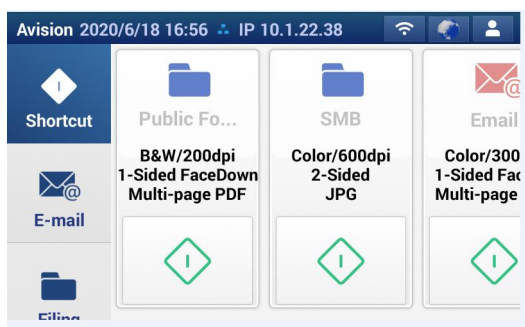 Avision 2020/6/18 16:56 IP 10.1.22.38
Shortcut
E-mail
Filing
Public Fo...
B&W/200dpi
1-Sided FaceDown
Multi-page PDF
SMB
Color/600dpi
2-Sided
JPG
Email
Color/300
1-Sided Fac
Multi-page